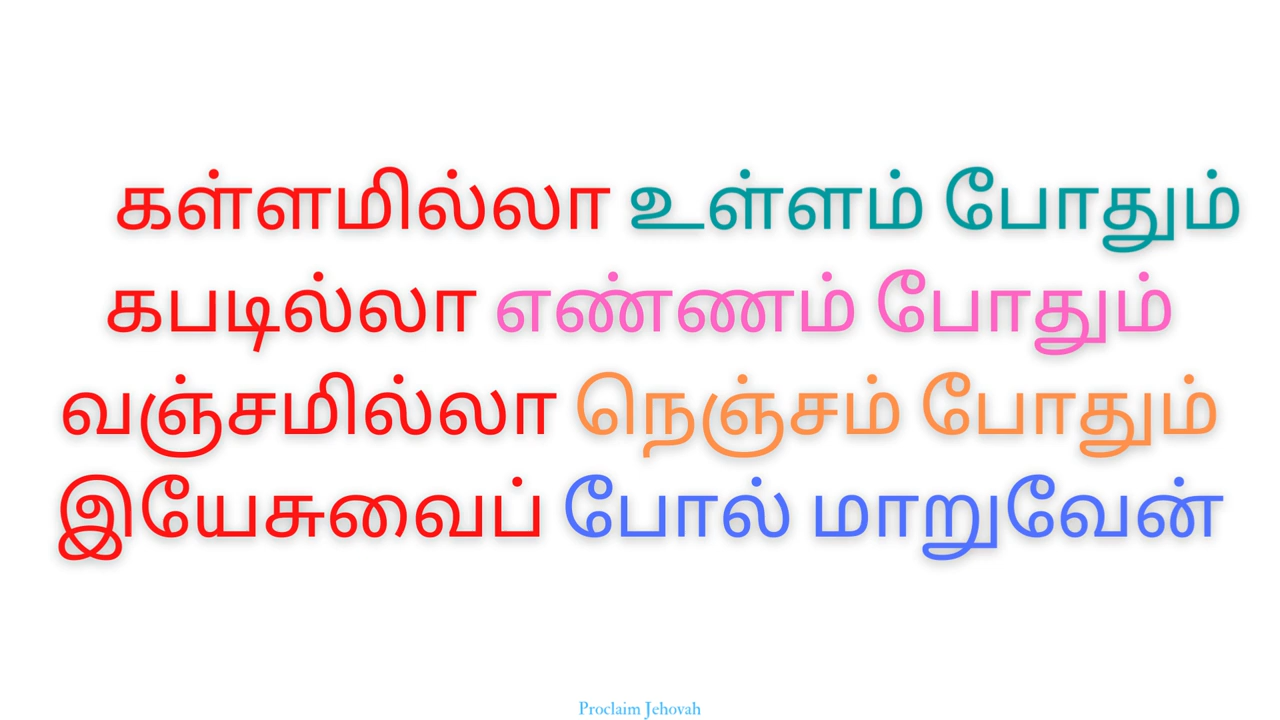 கள்ளமில்லா உள்ளம் போதும்
கபடில்லா எண்ணம் போதும்
வஞ்சமில்லா நெஞ்சம் போதும்
இயேசுவைப் போல் மாறுவேன்
Proclaim Jehovah